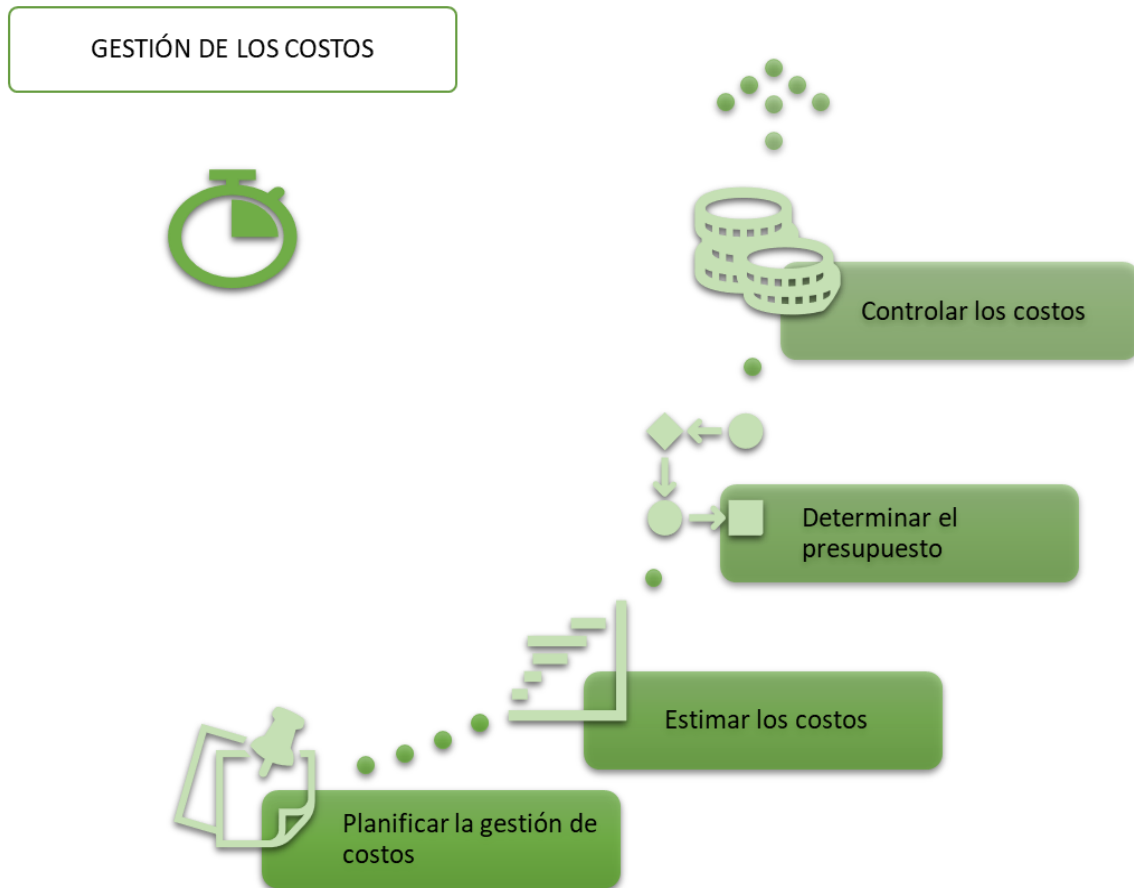 GESTIÓN DE LOS COSTOS
Controlar los costos
Determinar el
presupuesto
Estimar los costos
Planificar la gestión de
costos